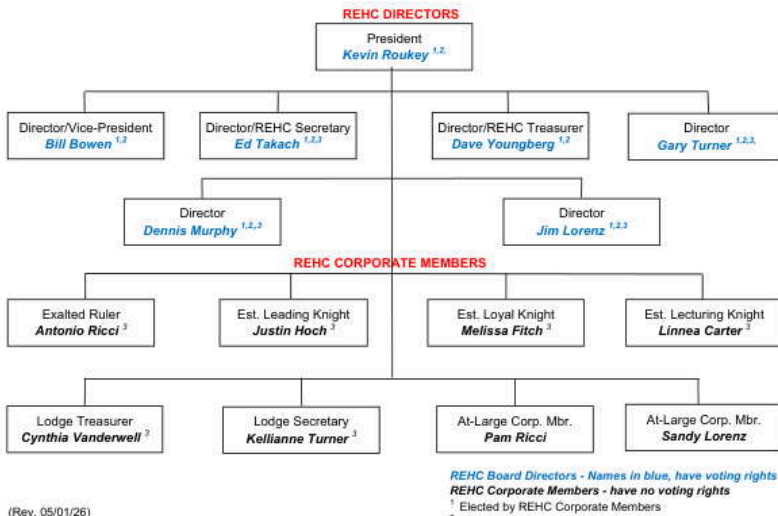 REHC DIRECTORS
President
Kevin Roukey 1,2,
Director/Vice-President
Bill Bowen 1,2
Director/REHC Secretary
Ed Takach 1,2,3
Director/REHC Treasurer
Dave Youngberg 1,2
Director
Gary Turner 1,2,3,
Director
Dennis Murphy 1,2,,3
Director
Jim Lorenz 1,2,3
REHC CORPORATE MEMBERS
Exalted Ruler
Antonio Ricci 3
Est. Leading Knight
Justin Hoch 3
Est. Loyal Knight
Melissa Fitch 3
Est. Lecturing Knight
Linnea Carter 3
Lodge Treasurer
Cynthia Vanderwell 3
Lodge Secretary
Kellianne Turner 3
At-Large Corp. Mbr.
Pam Ricci
At-Large Corp. Mbr.
Sandy Lorenz
REHC Board Directors - Names in blue, have voting rights
REHC Corporate Members - have no voting rights
1 Elected by REHC Corporate Members
(Rev. 05/01/26)